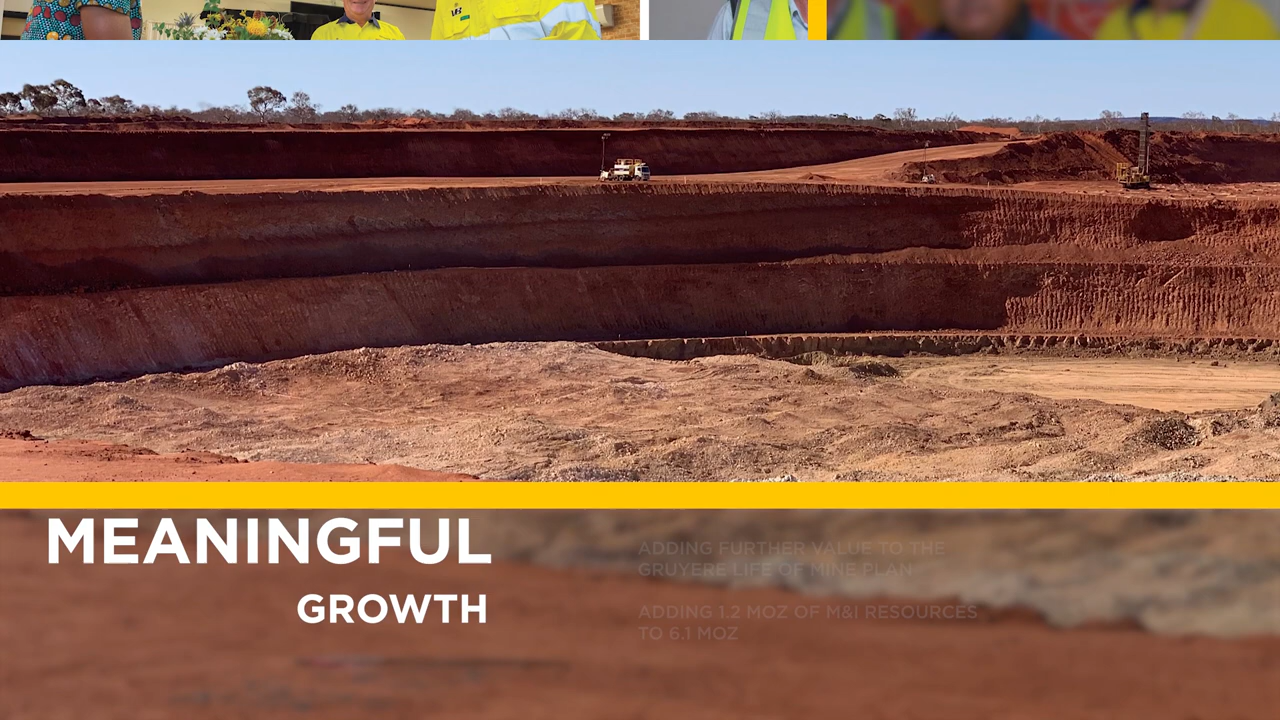 MEANINGFUL
GROWTH
ADDING FURTHER VALUE TO THE
GRUYERE LIFE OF MINE PLAN
ADDING 1.2 MOZ OF M&I RESOURCES
TO 6.1 MOZ